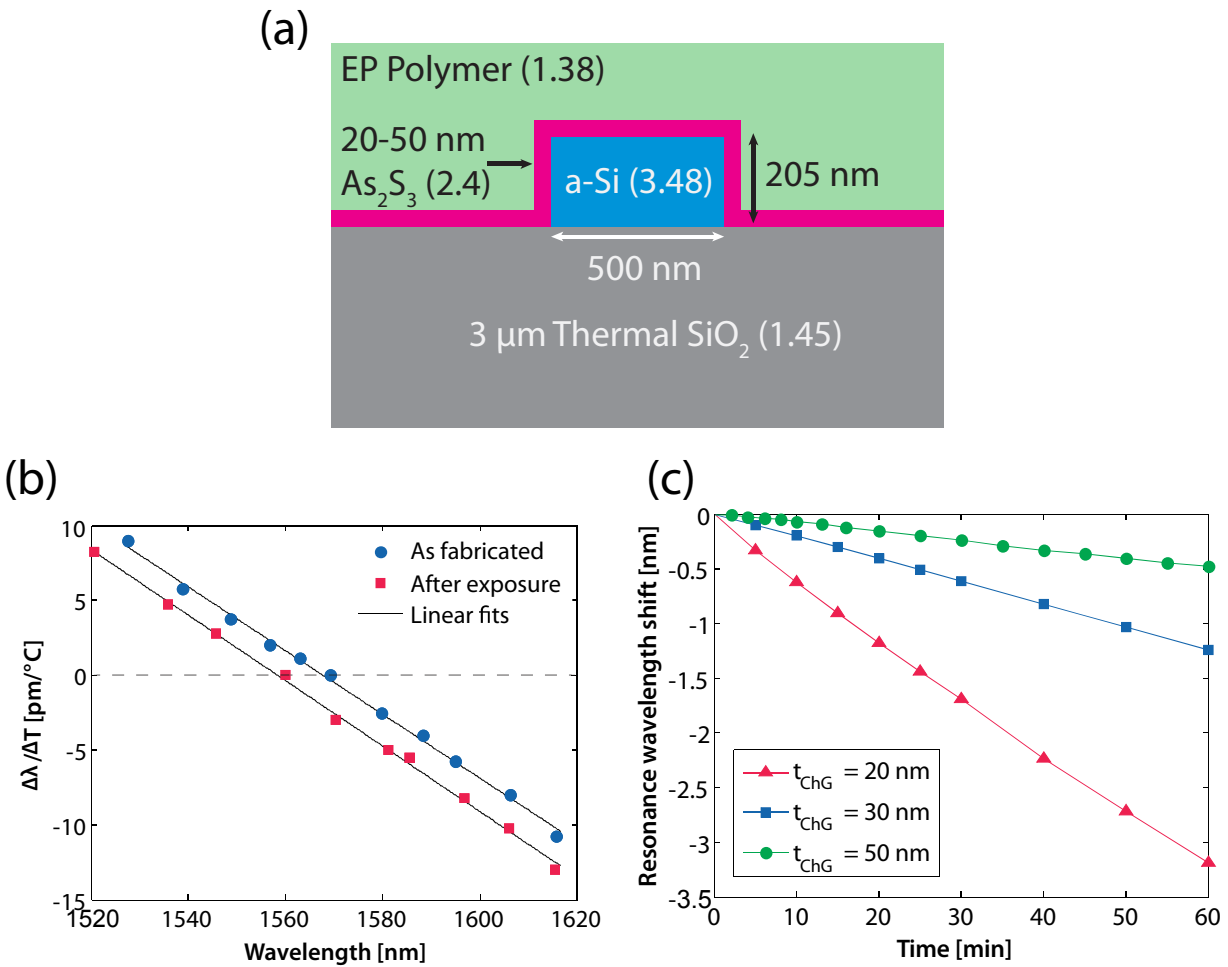 (a)
EP Polymer (1.38)
20-50 nm
As₂S₃ (2.4)
a-Si (3.48)
205 nm
500 nm
3 μm Thermal SiO₂ (1.45)
(b)
10
5
0
-5
-10
-15
1520
1540
1560
1580
1600
1620
Δλ/ΔT [pm/°C]
Wavelength [nm]
As fabricated
After exposure
Linear fits
(c)
0
-0.5
-1
-1.5
-2
-2.5
-3
-3.5
0
10
20
30
40
50
60
Resonance wavelength shift [nm]
Time [min]
t_ChG = 20 nm
t_ChG = 30 nm
t_ChG = 50 nm